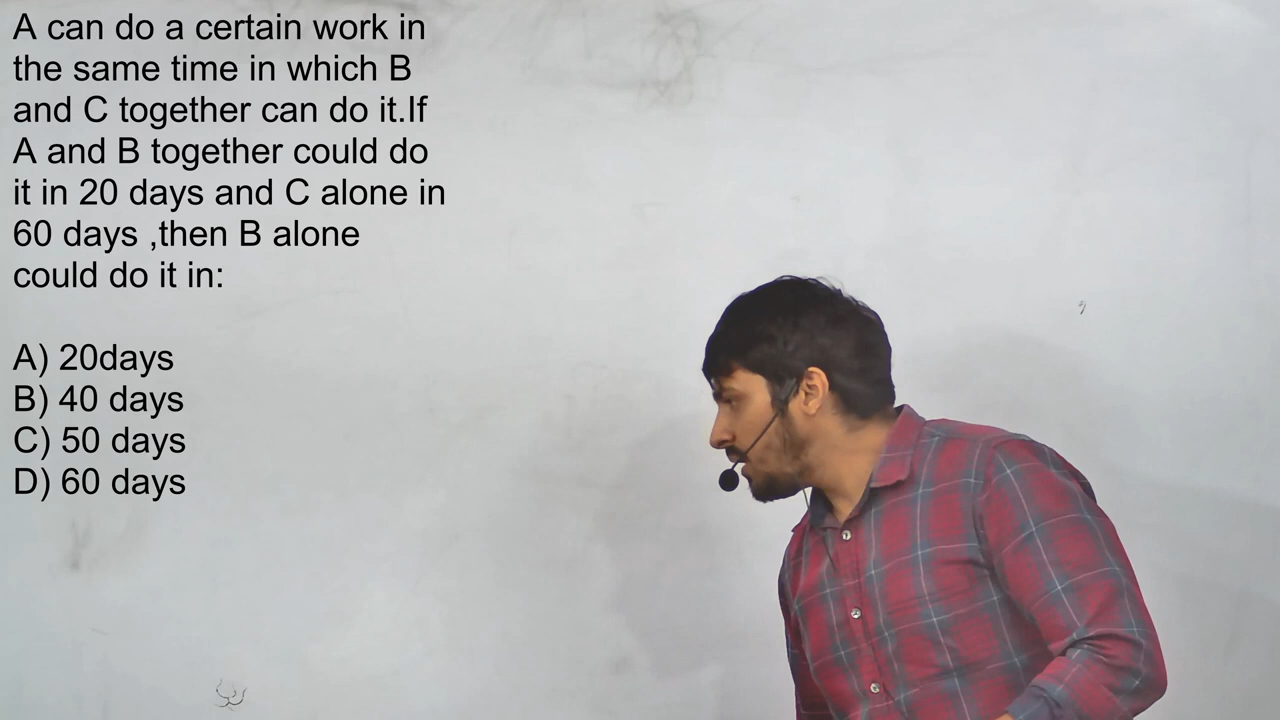 A can do a certain work in
the same time in which B
and C together can do it.If
A and B together could do
it in 20 days and C alone in
60 days ,then B alone
could do it in:
A) 20days
B) 40 days
C) 50 days
D) 60 days